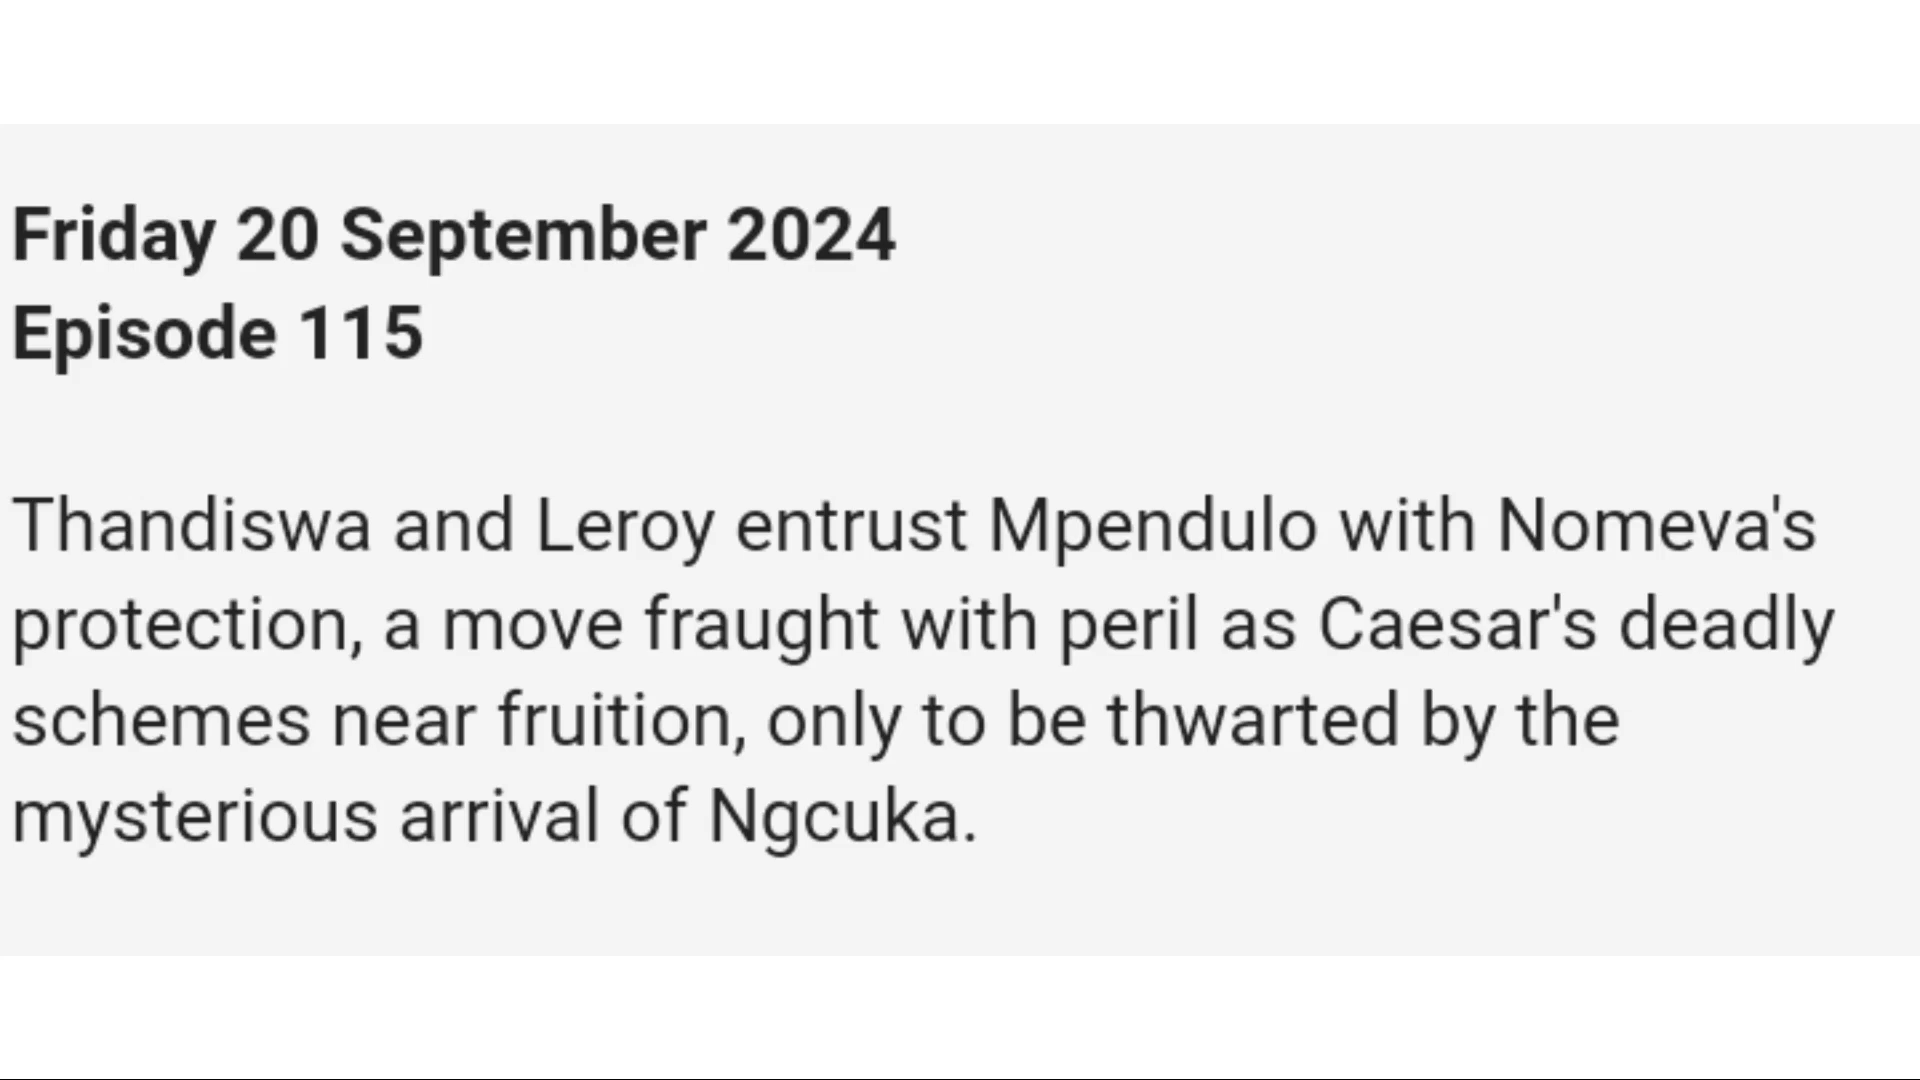 Friday 20 September 2024
Episode 115
Thandiswa and Leroy entrust Mpendulo with Nomeva's
protection, a move fraught with peril as Caesar's deadly
schemes near fruition, only to be thwarted by the
mysterious arrival of Ngcuka.